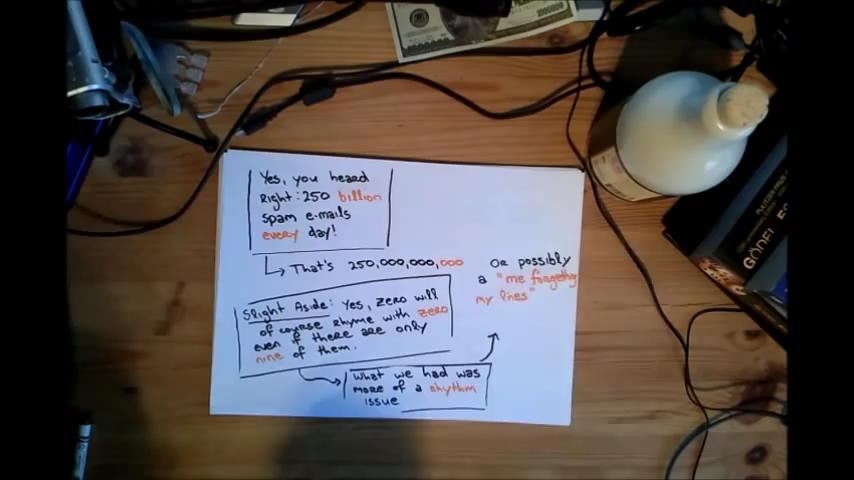 Yes, you heard
Right: 250 billion
spam e-mails
every day!
That's 250,000,000,000
Or possibly
a "me forgetting
my lines"
Slight Aside: Yes, zero will
of course rhyme with zero
even if there are only
nine of them.
What we had was
more of a rhythm
issue
GÖDEL, ES